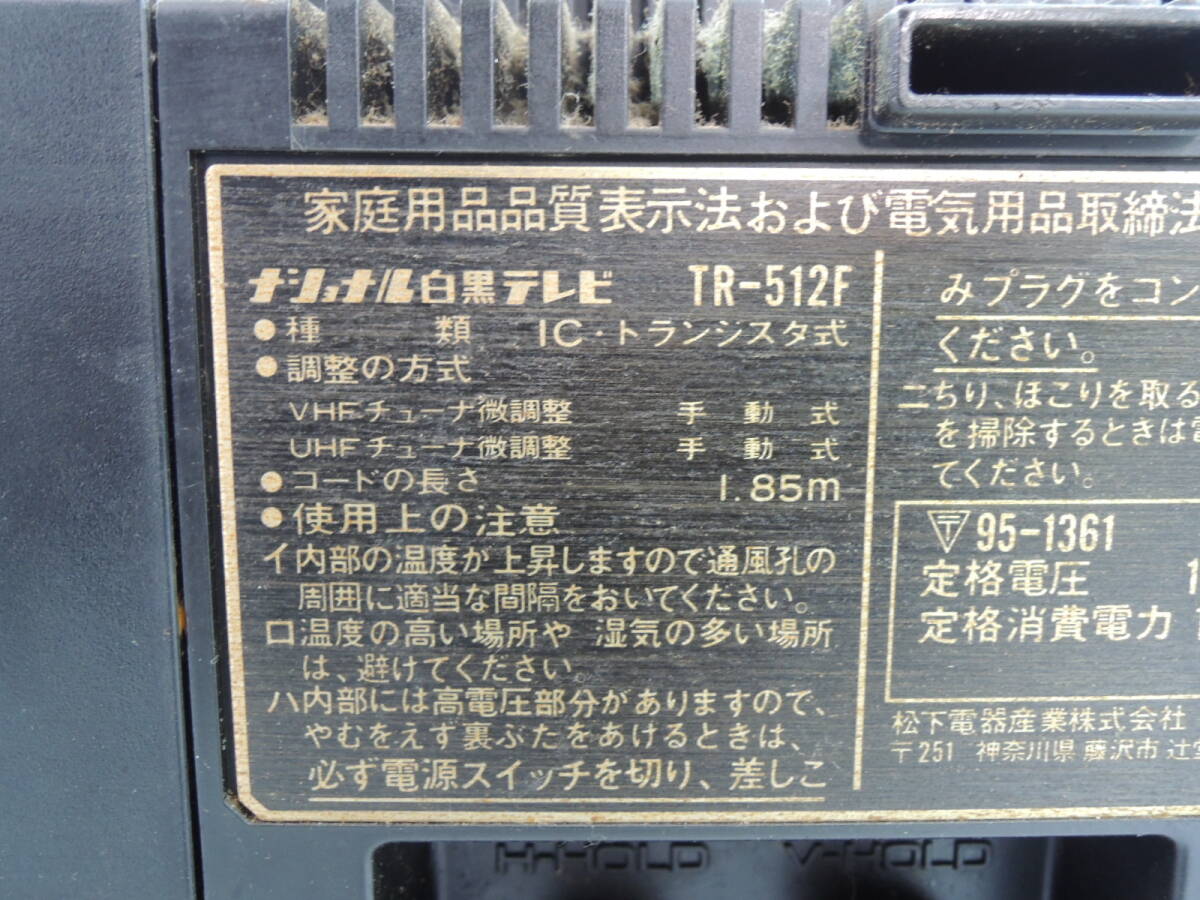 家庭用品品質表示法および電気用品取締法
ナショナル白黒テレビ TR-512F
●種 類 IC・トランジスタ式
●調整の方式
VHFチューナ微調整 手動式
UHFチューナ微調整 手動式
●コードの長さ 1.85m
●使用上の注意
イ内部の温度が上昇しますので通風孔の
周囲に適当な間隔をおいてください。
ロ温度の高い場所や 湿気の多い場所
は、避けてください。
ハ内部には高電圧部分がありますので、
やむをえず裏ぶたをあけるときは、
必ず電源スイッチを切り、差しこ
みプラグをコン
ください。
ニちり、ほこりを取る
を掃除するときは
てください。
〒95-1361
定格電圧 1
定格消費電力
松下電器産業株式会社
〒251 神奈川県 藤沢市 辻
H-HOLD V-HOLD